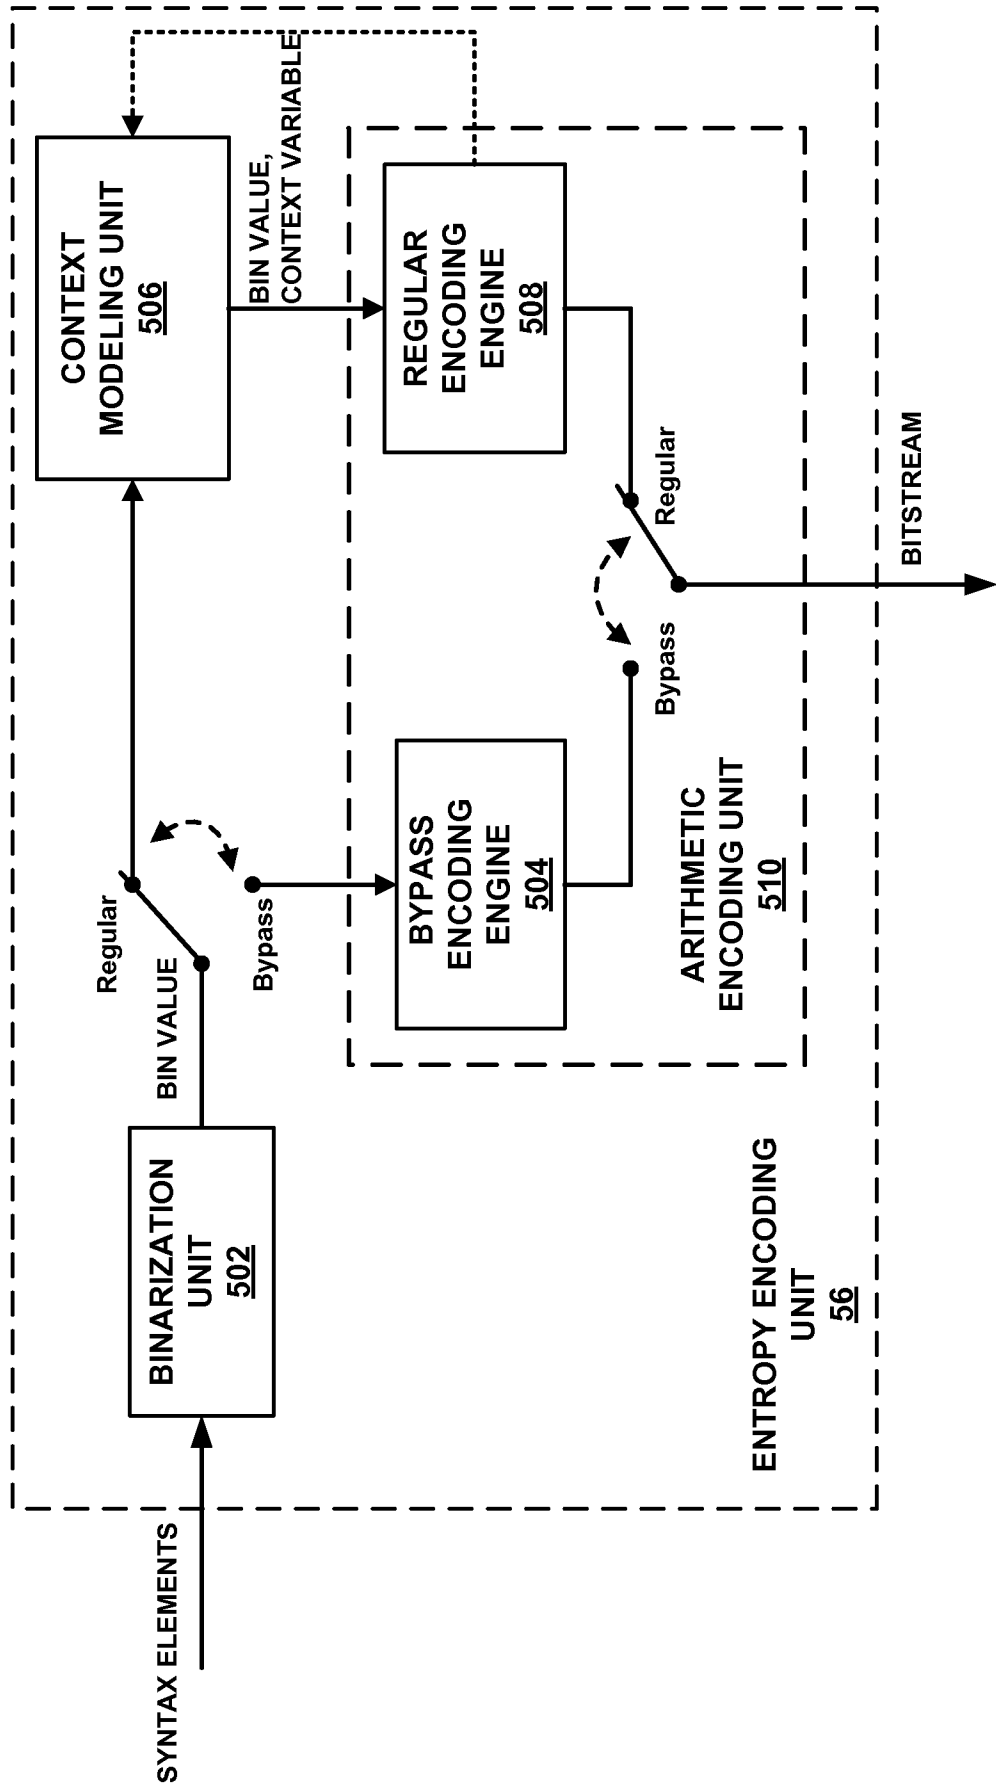 SYNTAX ELEMENTS
BINARIZATION
UNIT
502
BIN VALUE
Regular
Bypass
CONTEXT
MODELING UNIT
506
BIN VALUE,
CONTEXT VARIABLE
BYPASS
ENCODING
ENGINE
504
REGULAR
ENCODING
ENGINE
508
Bypass
Regular
ARITHMETIC
ENCODING UNIT
510
ENTROPY ENCODING
UNIT
56
BITSTREAM